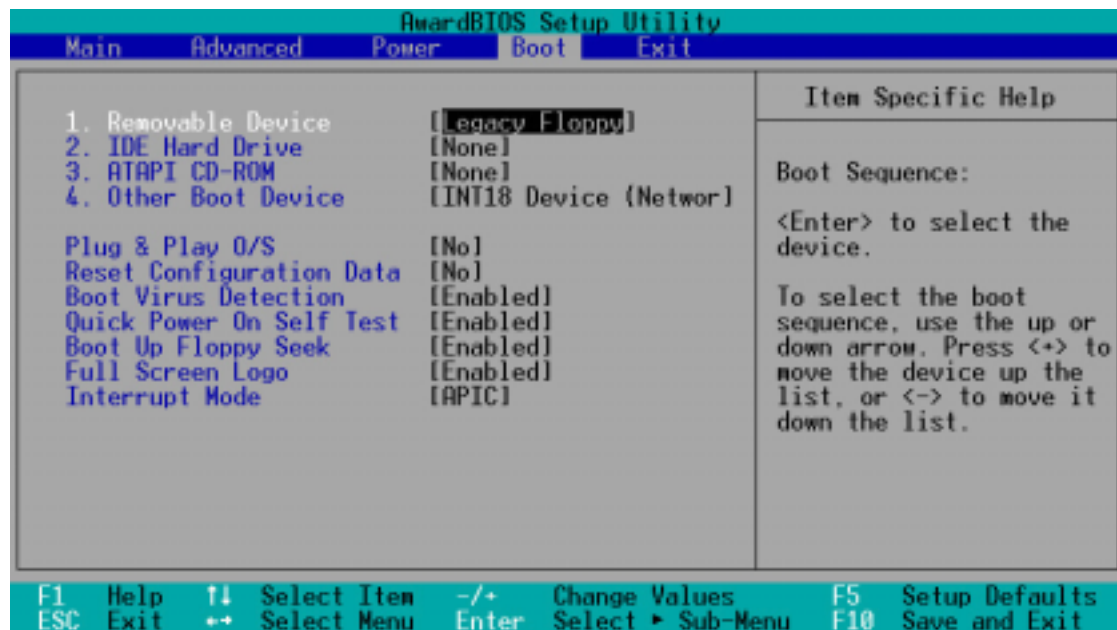 AwardBIOS Setup Utility
Main Advanced Power Boot Exit
1. Removable Device [Legacy Floppy]
2. IDE Hard Drive [None]
3. ATAPI CD-ROM [None]
4. Other Boot Device [INT18 Device (Networ]
Plug & Play O/S [No]
Reset Configuration Data [No]
Boot Virus Detection [Enabled]
Quick Power On Self Test [Enabled]
Boot Up Floppy Seek [Enabled]
Full Screen Logo [Enabled]
Interrupt Mode [APIC]
Item Specific Help
Boot Sequence:
<Enter> to select the
device.
To select the boot
sequence, use the up or
down arrow. Press <+> to
move the device up the
list, or <-> to move it
down the list.
F1 Help ↑↓ Select Item -/+ Change Values F5 Setup Defaults
ESC Exit ←→ Select Menu Enter Select ► Sub-Menu F10 Save and Exit